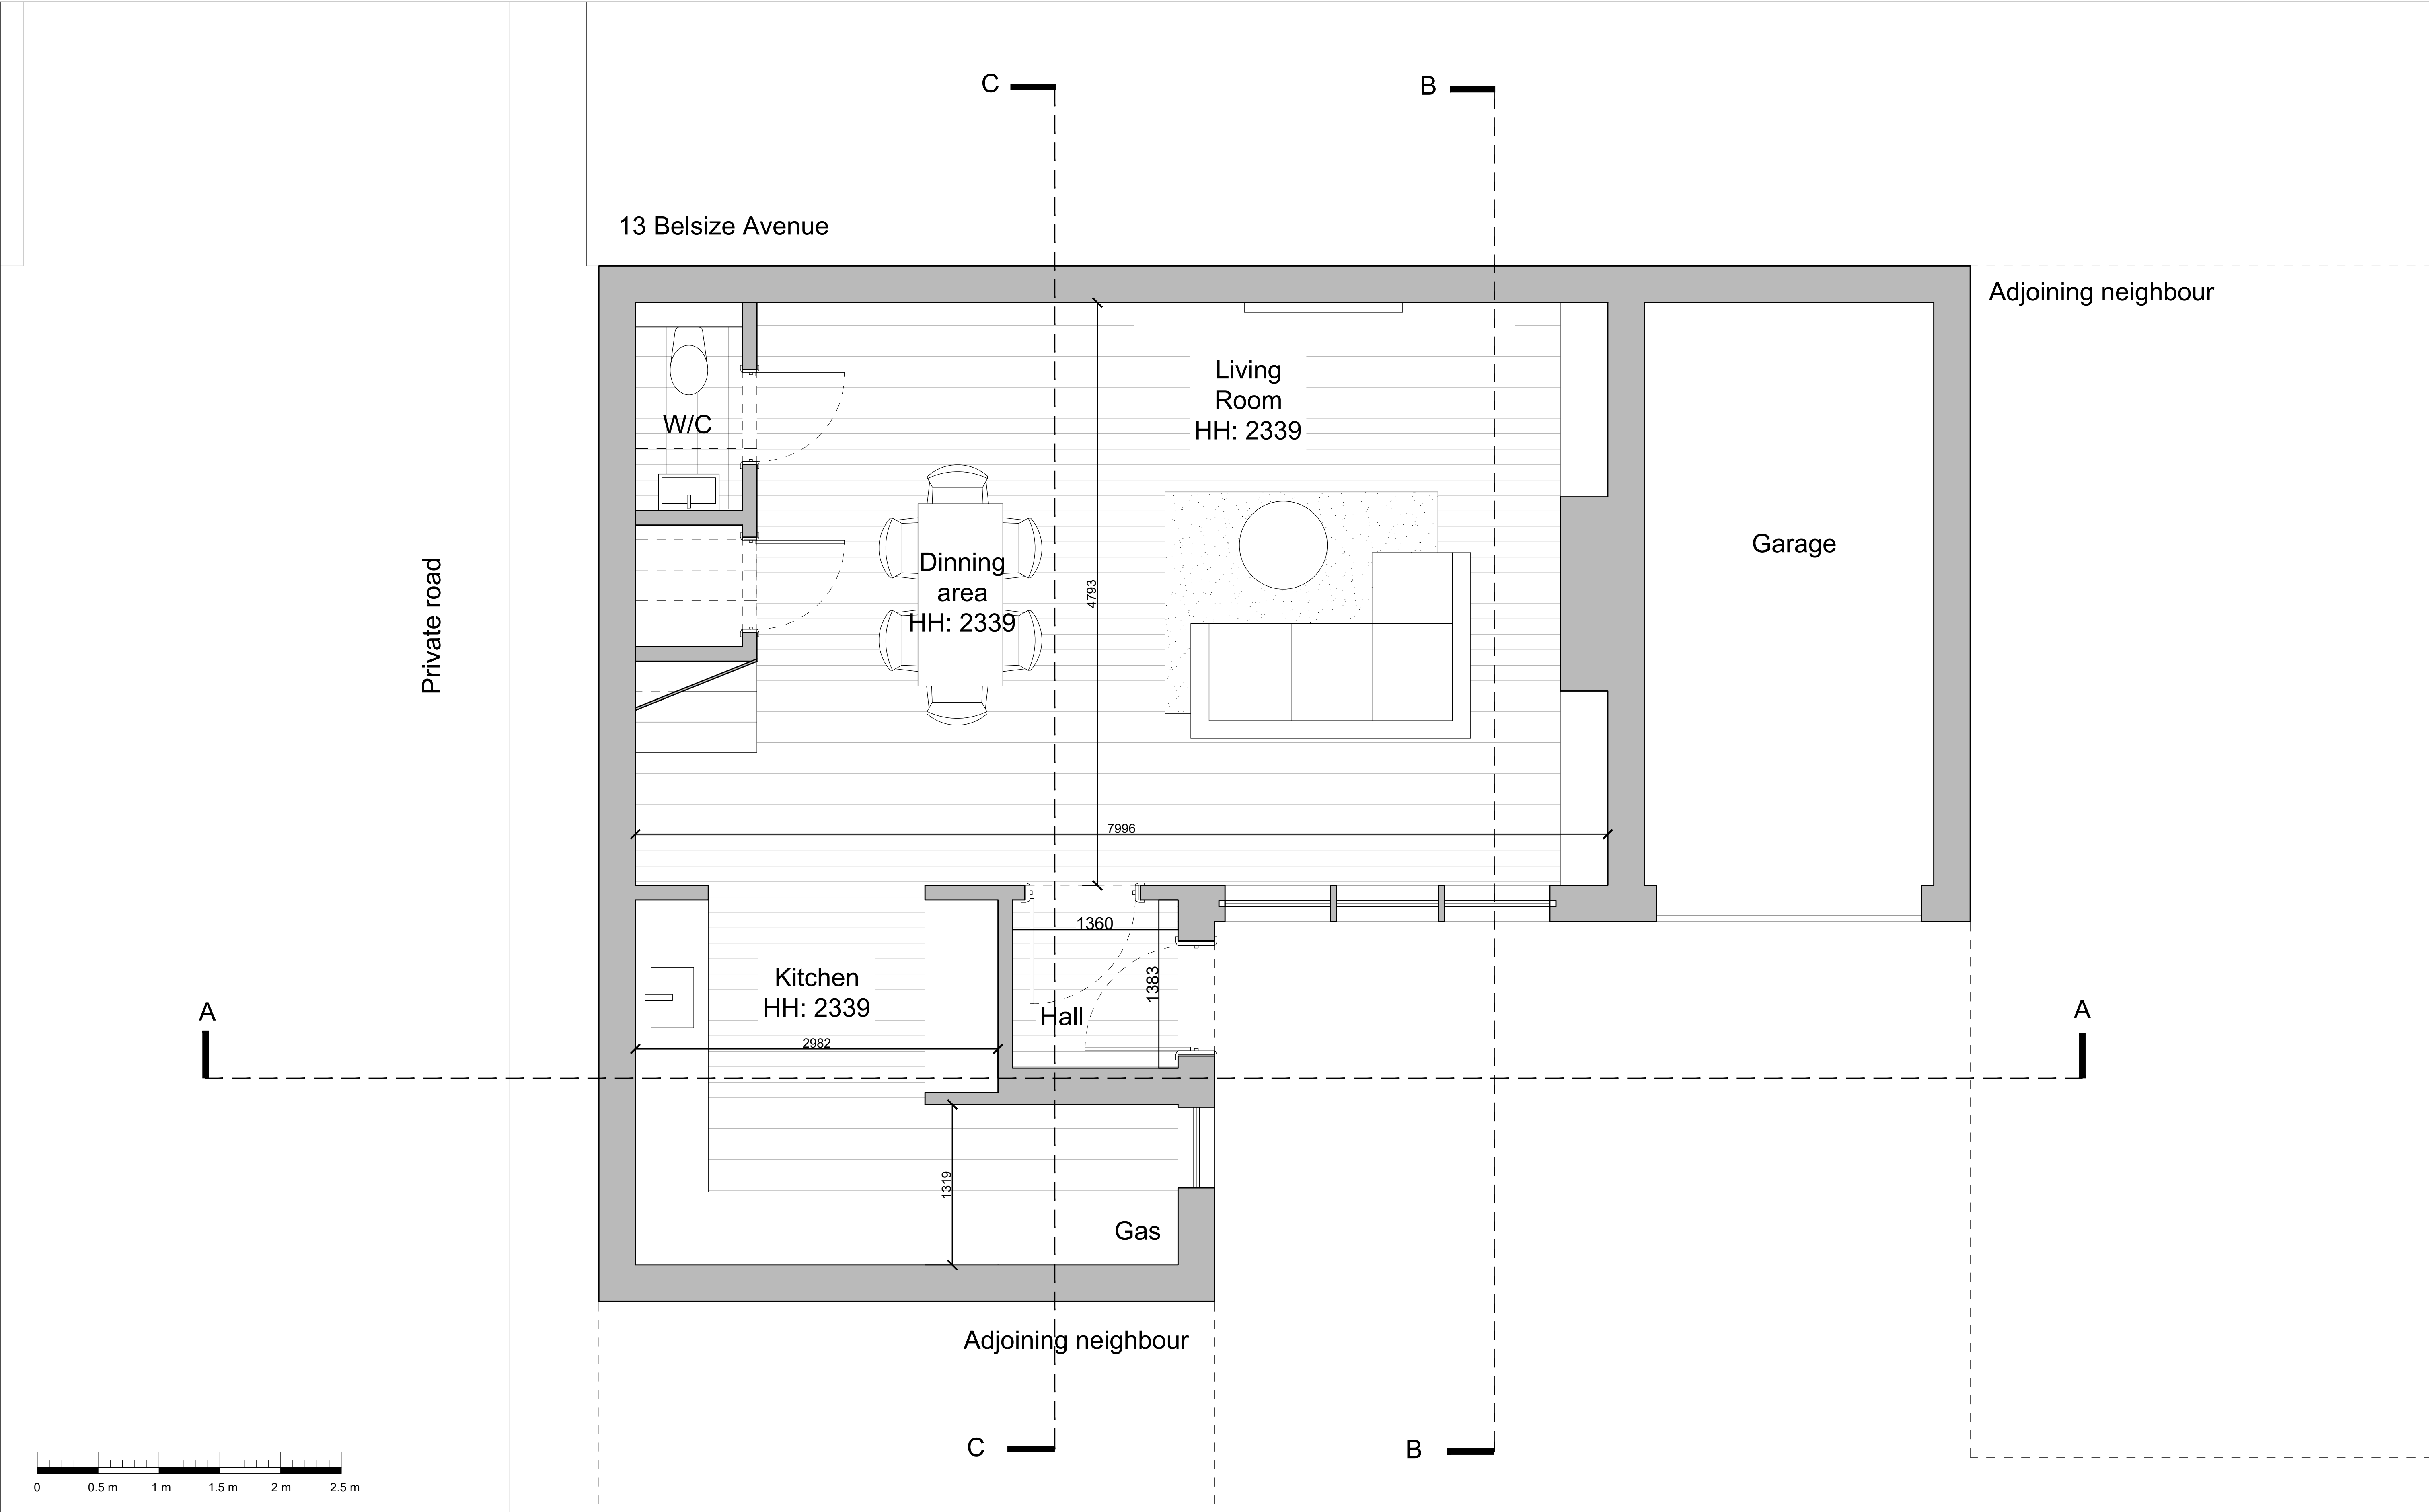 C
B
13 Belsize Avenue
Adjoining neighbour
Living
Room
HH: 2339
W/C
Garage
Dinning
area
HH: 2339
4793
Private road
7996
1360
1383
Kitchen
HH: 2339
Hall
A
A
2982
1319
Gas
Adjoining neighbour
C
B
0 0.5 m 1 m 1.5 m 2 m 2.5 m